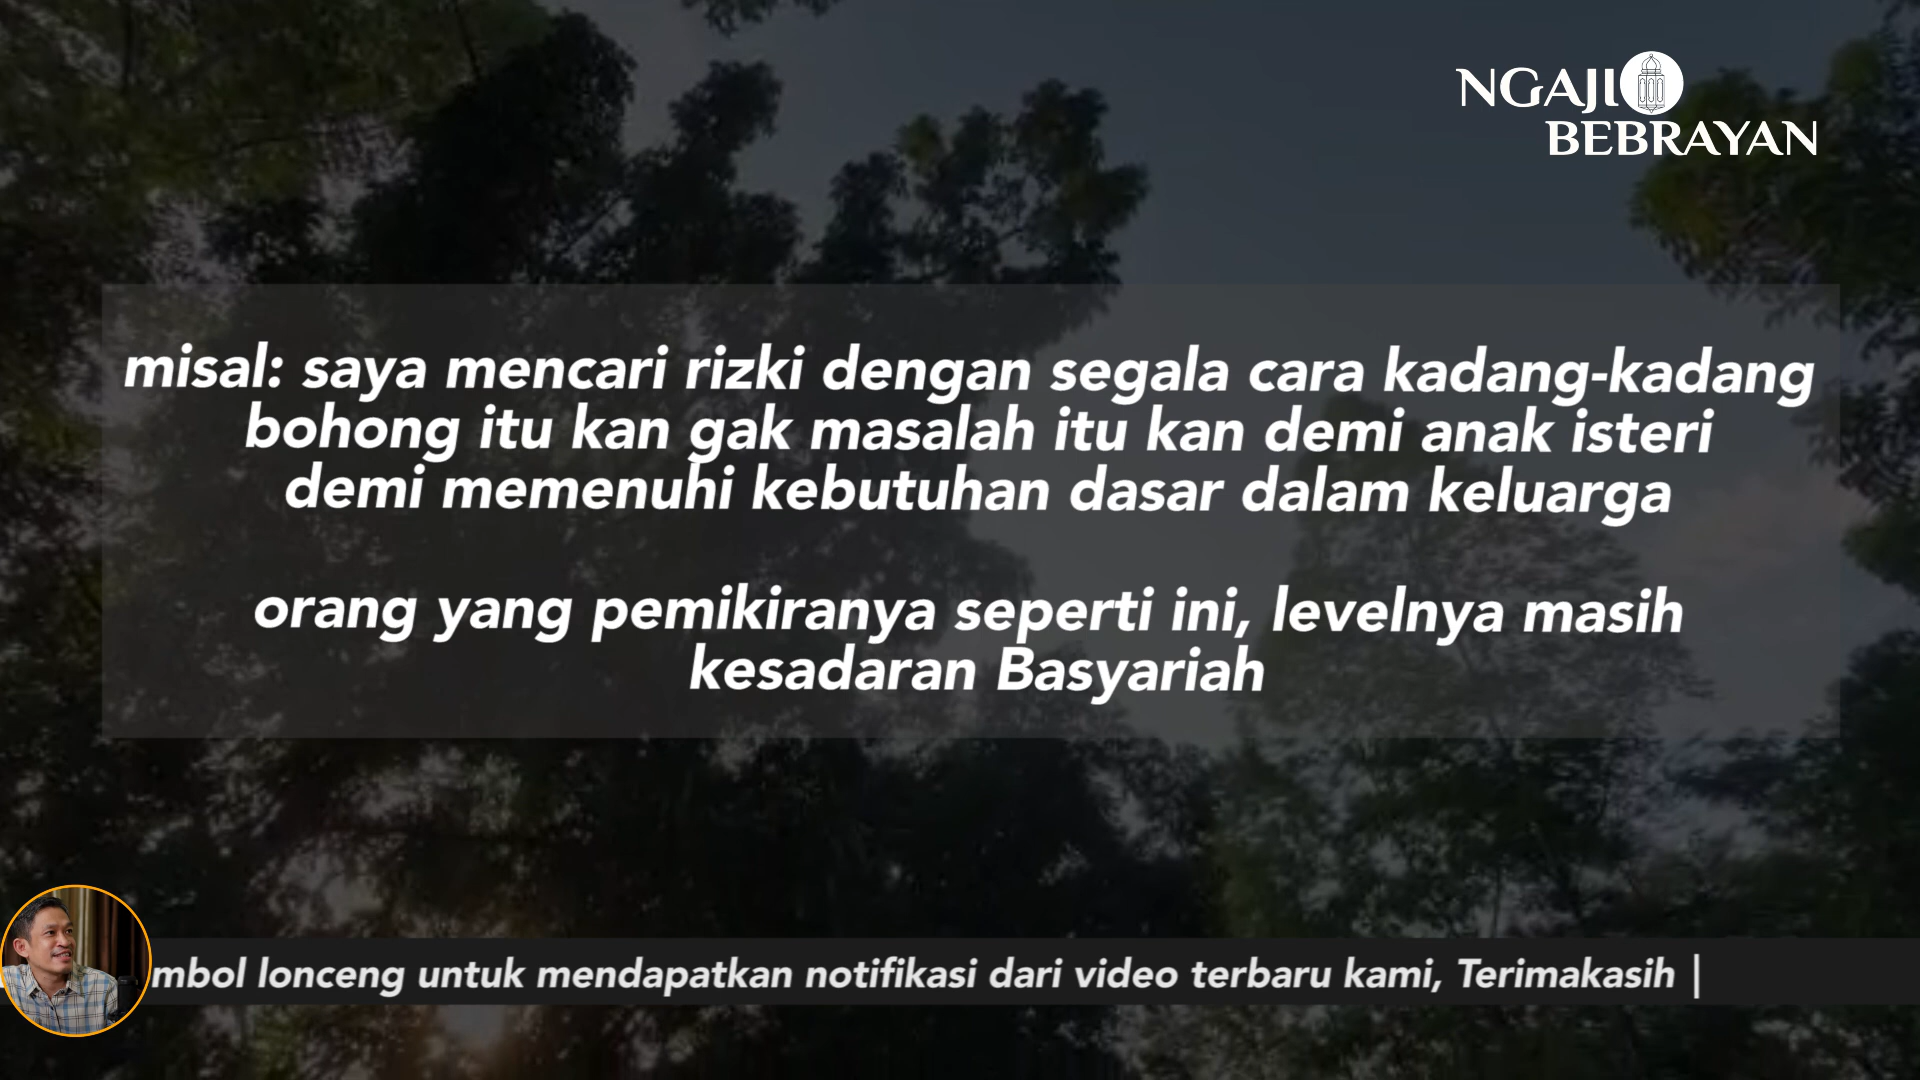 NGAJI
BEBRAYAN
misal: saya mencari rizki dengan segala cara kadang-kadang
bohong itu kan gak masalah itu kan demi anak isteri
demi memenuhi kebutuhan dasar dalam keluarga
orang yang pemikiranya seperti ini, levelnya masih
kesadaran Basyariah
mbol lonceng untuk mendapatkan notifikasi dari video terbaru kami, Terimakasih |